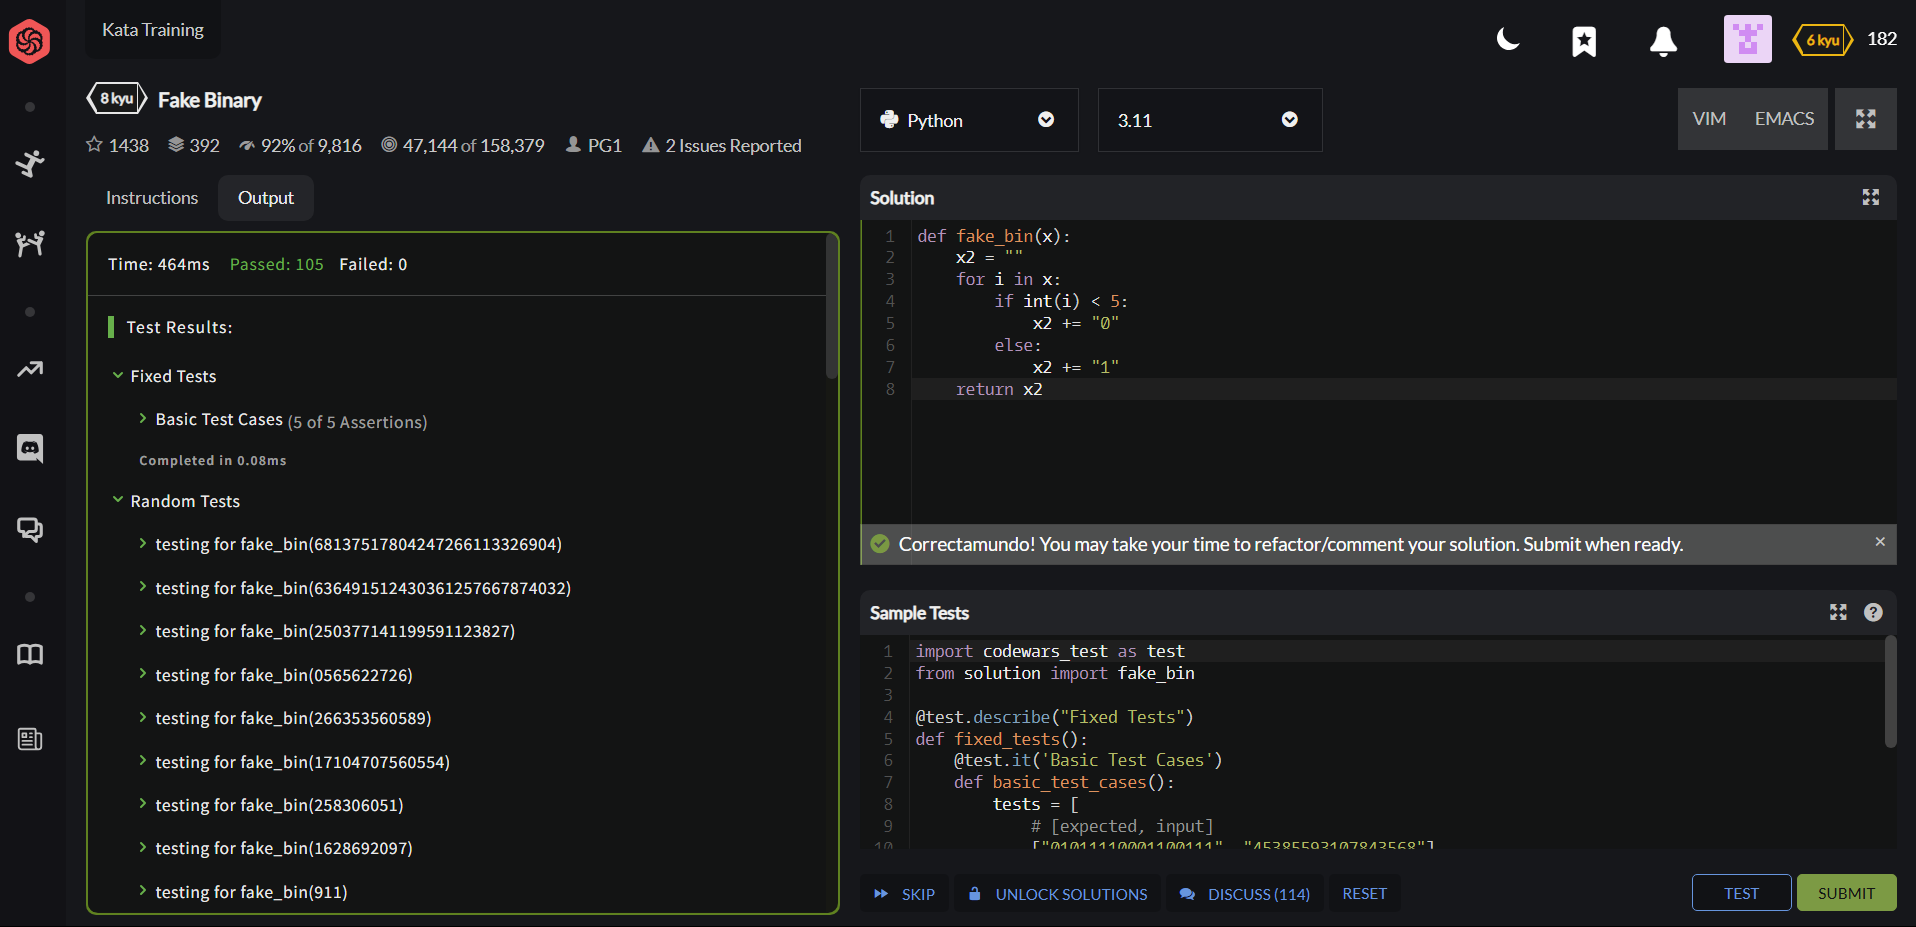 Kata Training
6 kyu 182
8 kyu Fake Binary
1438 392 92% of 9,816 47,144 of 158,379 PG1 2 Issues Reported
Instructions Output
Time: 464ms Passed: 105 Failed: 0
Test Results:
Fixed Tests
Basic Test Cases (5 of 5 Assertions)
Completed in 0.08ms
Random Tests
testing for fake_bin(68137517804247266113326904)
testing for fake_bin(636491512430361257667874032)
testing for fake_bin(250377141199591123827)
testing for fake_bin(0565622726)
testing for fake_bin(266353560589)
testing for fake_bin(17104707560554)
testing for fake_bin(258306051)
testing for fake_bin(1628692097)
testing for fake_bin(911)
Python 3.11 VIM EMACS
Solution
1 def fake_bin(x):
2 x2 = ""
3 for i in x:
4 if int(i) < 5:
5 x2 += "0"
6 else:
7 x2 += "1"
8 return x2
Correctamundo! You may take your time to refactor/comment your solution. Submit when ready. ×
Sample Tests
1 import codewars_test as test
2 from solution import fake_bin
3
4 @test.describe("Fixed Tests")
5 def fixed_tests():
6 @test.it('Basic Test Cases')
7 def basic_test_cases():
8 tests = [
9 # [expected, input]
10 ["01011110001100111", "45385593107843568"],
SKIP UNLOCK SOLUTIONS DISCUSS (114) RESET TEST SUBMIT